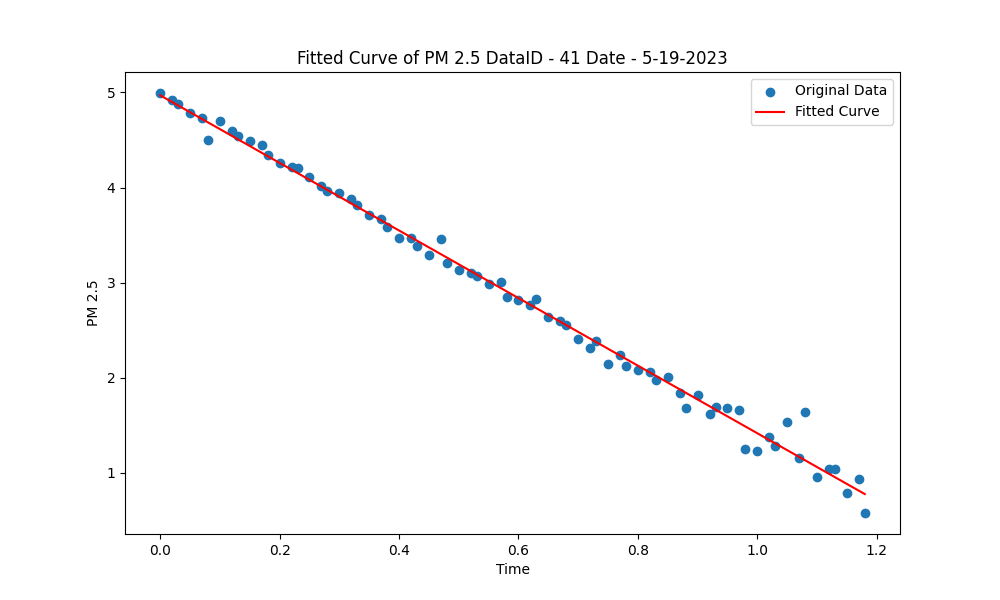 Fitted Curve of PM 2.5 DataID - 41 Date - 5-19-2023
Original Data
Fitted Curve
PM 2.5
5
4
3
2
1
0.0 0.2 0.4 0.6 0.8 1.0 1.2
Time